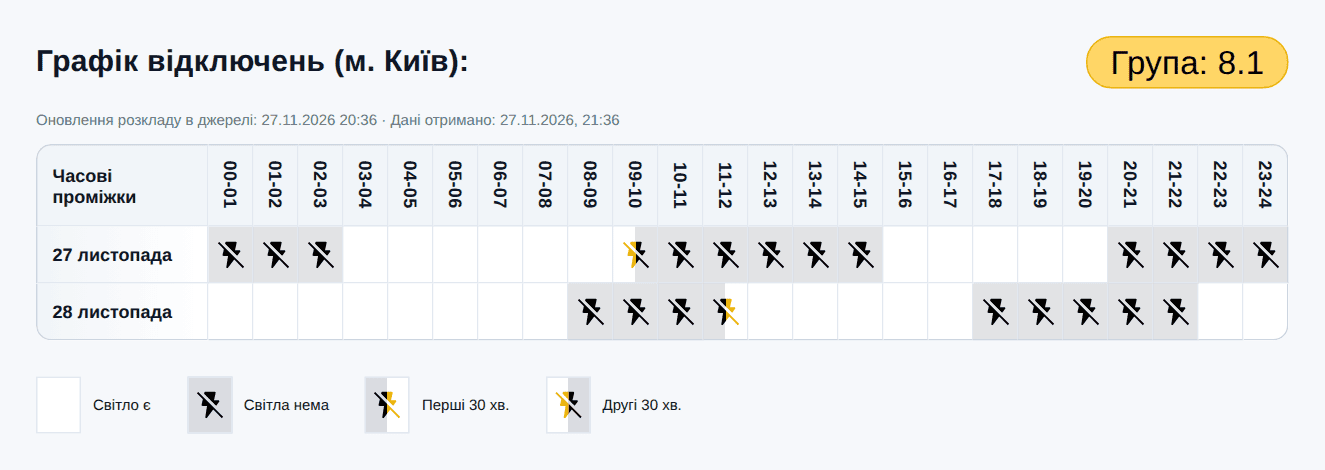 Графік відключень (м. Київ):
Група: 8.1
Оновлення розкладу в джерелі: 27.11.2026 20:36 · Дані отримано: 27.11.2026, 21:36
Часові
проміжки
00-01 01-02 02-03 03-04 04-05 05-06 06-07 07-08 08-09 09-10 10-11 11-12 12-13 13-14 14-15 15-16 16-17 17-18 18-19 19-20 20-21 21-22 22-23 23-24
27 листопада
28 листопада
Світло є Світла нема Перші 30 хв. Другі 30 хв.